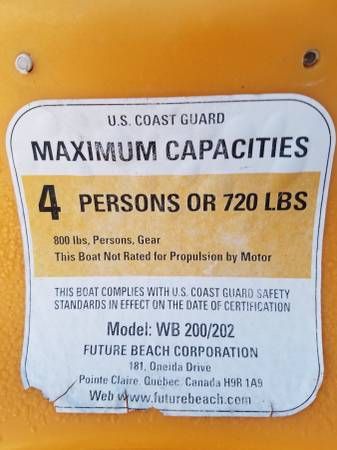 U.S. COAST GUARD
MAXIMUM CAPACITIES
4 PERSONS OR 720 LBS
800 lbs, Persons, Gear
This Boat Not Rated for Propulsion by Motor
THIS BOAT COMPLIES WITH U.S. COAST GUARD SAFETY
STANDARDS IN EFFECT ON THE DATE OF CERTIFICATION
Model: WB 200/202
FUTURE BEACH CORPORATION
181, Oneida Drive
Pointe Claire, Quebec, Canada H9R 1A9
Web www.futurebeach.com